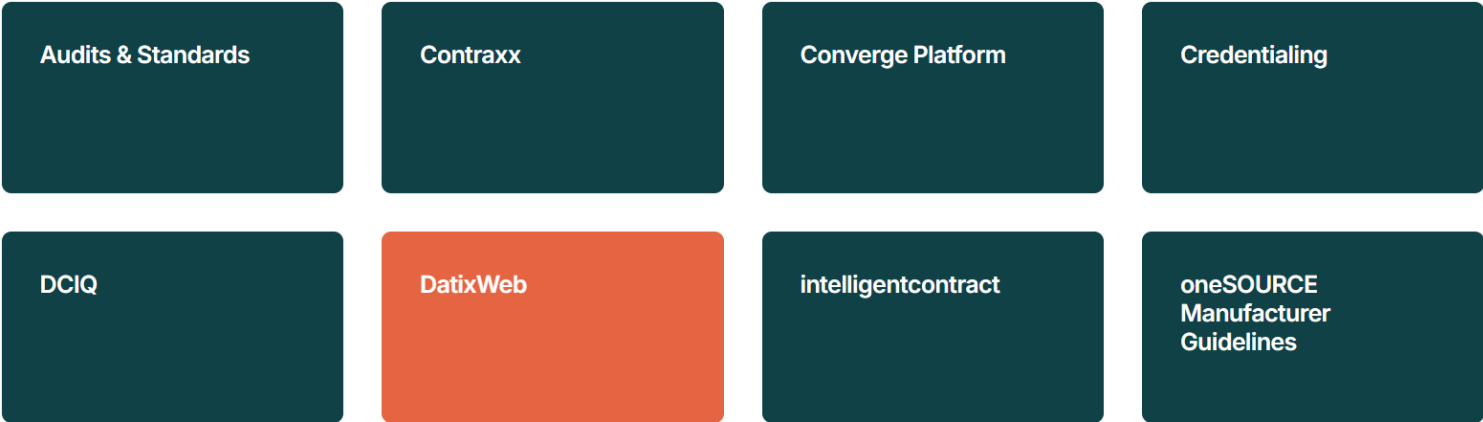 Audits & Standards
Contraxx
Converge Platform
Credentialing
DCIQ
DatixWeb
intelligentcontract
oneSOURCE
Manufacturer
Guidelines